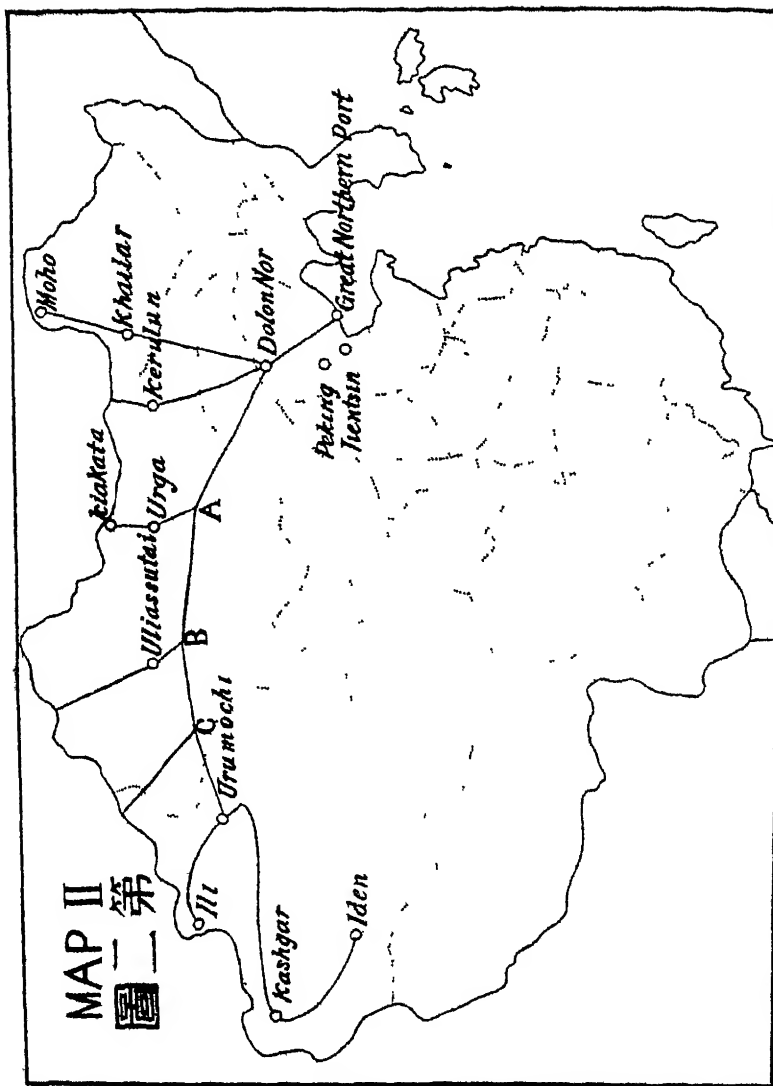 MAP II
圖二第
Moho
Khailar
Kerulun
Kiakata
Urga
Uliassutai
Dolon Nor
Great Northern Port
Peking
Tientsin
A
B
C
Urumochi
Ili
Kashgar
Iden